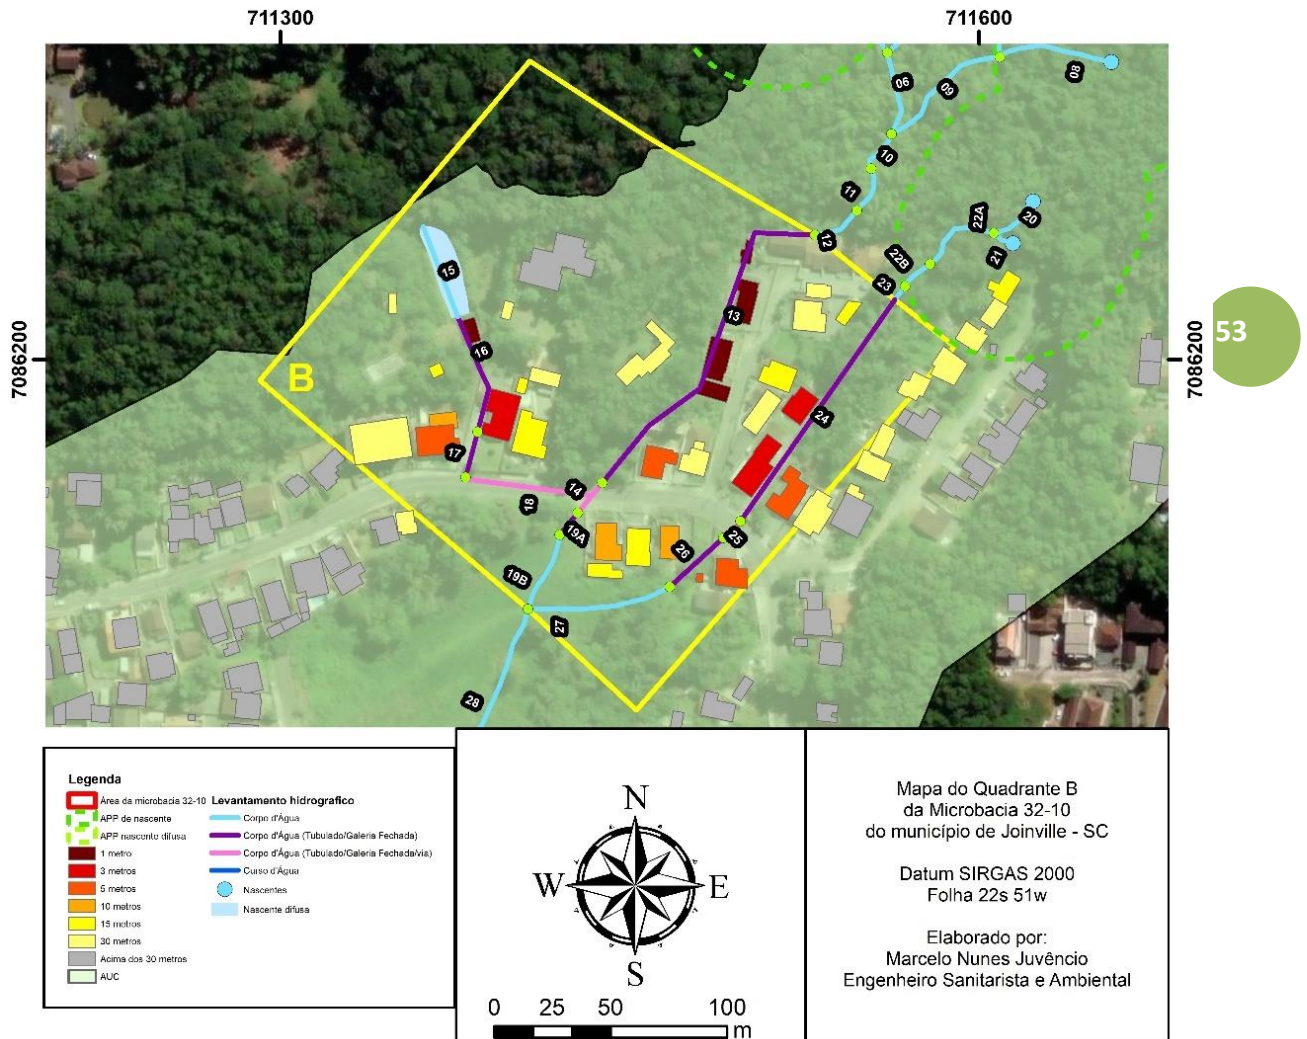 711300
711600
7086200
7086200
53
06
08
09
10
11
12
22A
20
21
22B
23
15
13
16
B
24
17
14
18
19A
25
26
19B
27
28
Legenda
Área da microbacia 32-10
APP de nascente
APP nascente difusa
1 metro
3 metros
5 metros
10 metros
15 metros
30 metros
Acima dos 30 metros
AUC
Levantamento hidrografico
Corpo d'Água
Corpo d'Água (Tubulado/Galeria Fechada)
Corpo d'Água (Tubulado/Galeria Fechada/via)
Curso d'Água
Nascentes
Nascente difusa
N
W
E
S
0 25 50 100
m
Mapa do Quadrante B
da Microbacia 32-10
do município de Joinville - SC
Datum SIRGAS 2000
Folha 22s 51w
Elaborado por:
Marcelo Nunes Juvêncio
Engenheiro Sanitarista e Ambiental